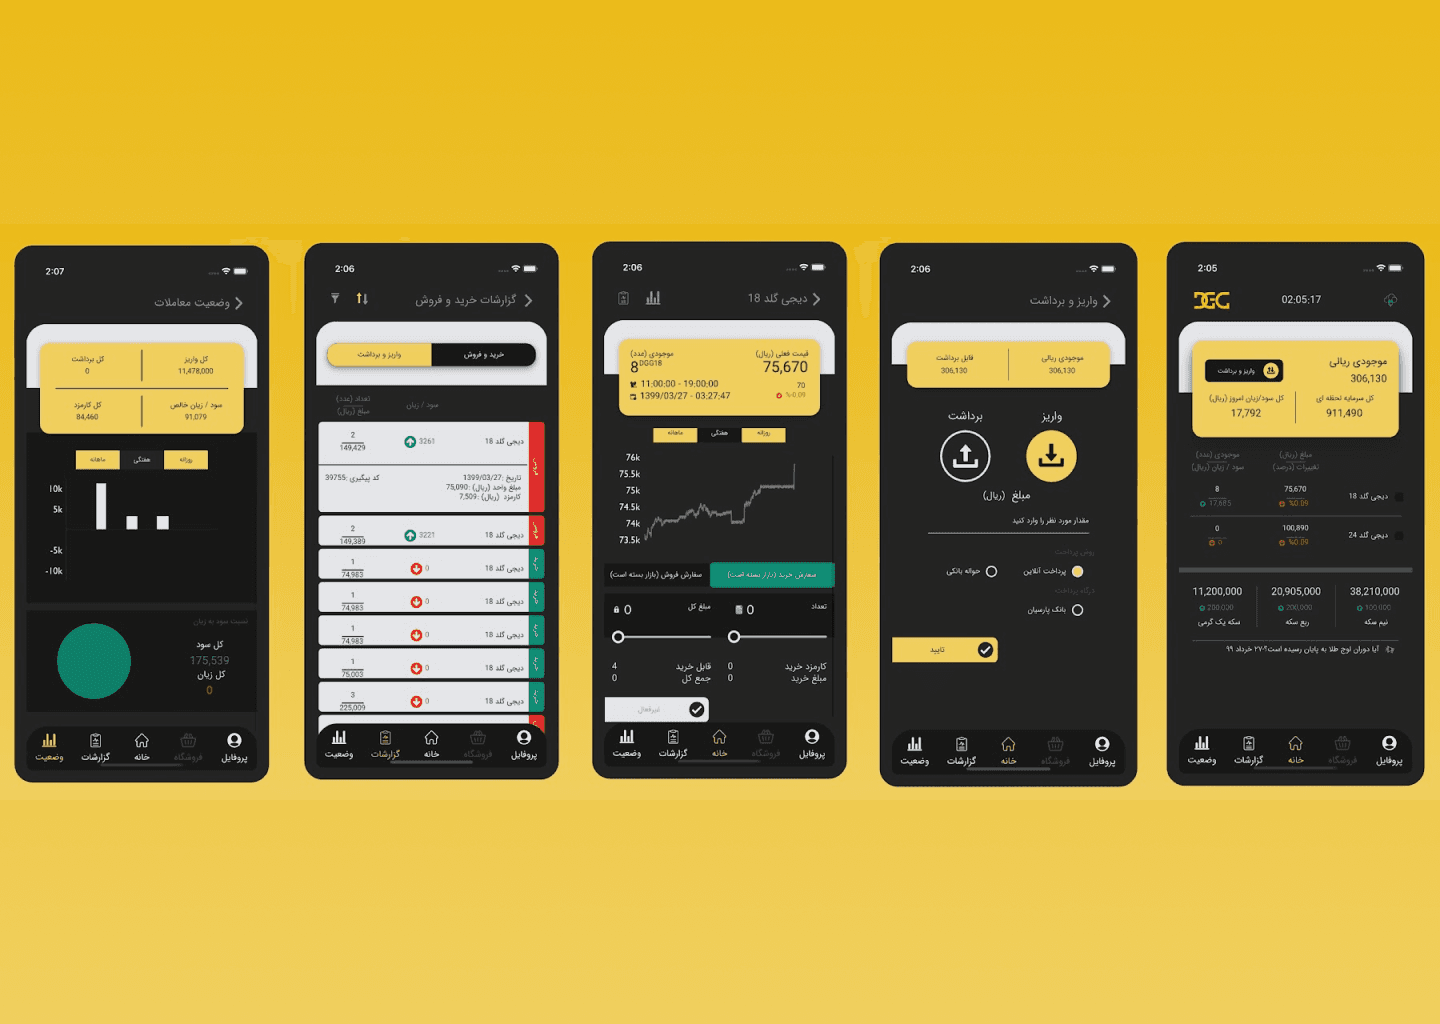 2:07
وضعیت معاملات
کل واریز
11,478,000
کل برداشت
0
سود / زیان خالص
91,079
کل کارمزد
84,460
روزانه
هفتگی
ماهانه
10k
5k
-5k
-10k
نسبت سود به زیان
کل سود
175,539
کل زیان
0
پروفایل
فروشگاه
خانه
گزارشات
وضعیت
2:06
گزارشات خرید و فروش
خرید و فروش
واریز و برداشت
سود / زیان
تعداد (عدد)
مبلغ (ریال)
دیجی گلد 18
3261
2
149,429
تاریخ :1399/03/27
کد پیگیری :39755
مبلغ واحد (ریال) :75,090
کارمزد (ریال) :7,509
دیجی گلد 18
3221
2
149,389
دیجی گلد 18
0
1
74,983
دیجی گلد 18
0
1
74,983
دیجی گلد 18
0
1
74,983
دیجی گلد 18
0
1
75,003
دیجی گلد 18
0
3
225,009
پروفایل
فروشگاه
خانه
گزارشات
وضعیت
2:06
دیجی گلد 18
قیمت فعلی (ریال)
75,670
موجودی (عدد)
8 DGG18
11:00:00 - 19:00:00
70
1399/03/27 - 03:27:47
%0.09
روزانه
هفتگی
ماهانه
76k
75.5k
75k
74.5k
74k
73.5k
سفارش خرید (بازار بسته است)
سفارش فروش (بازار بسته است)
تعداد
0
مبلغ کل
0
کارمزد خرید
0
قابل خرید
4
مبلغ خرید
0
جمع کل
0
غیرفعال
پروفایل
فروشگاه
خانه
گزارشات
وضعیت
2:06
واریز و برداشت
موجودی ریالی
306,130
قابل برداشت
306,130
واریز
برداشت
مبلغ (ریال)
مقدار مورد نظر را وارد کنید
روش پرداخت
پرداخت آنلاین
حواله بانکی
درگاه پرداخت
بانک پارسیان
تایید
پروفایل
فروشگاه
خانه
گزارشات
وضعیت
2:05
DGC
02:05:17
موجودی ریالی
306,130
واریز و برداشت
کل سرمایه لحظه ای
911,490
کل سود/زیان امروز (ریال)
17,792
مبلغ (ریال)
تغییرات (درصد)
موجودی (عدد)
سود / زیان (ریال)
دیجی گلد 18
75,670
%0.09
8
17,685
دیجی گلد 24
100,890
%0.09
0
0
38,210,000
100,000
نیم سکه
20,905,000
200,000
ربع سکه
11,200,000
200,000
سکه یک گرمی
آیا دوران اوج طلا به پایان رسیده است؟-۲۷ خرداد ۹۹
پروفایل
فروشگاه
خانه
گزارشات
وضعیت